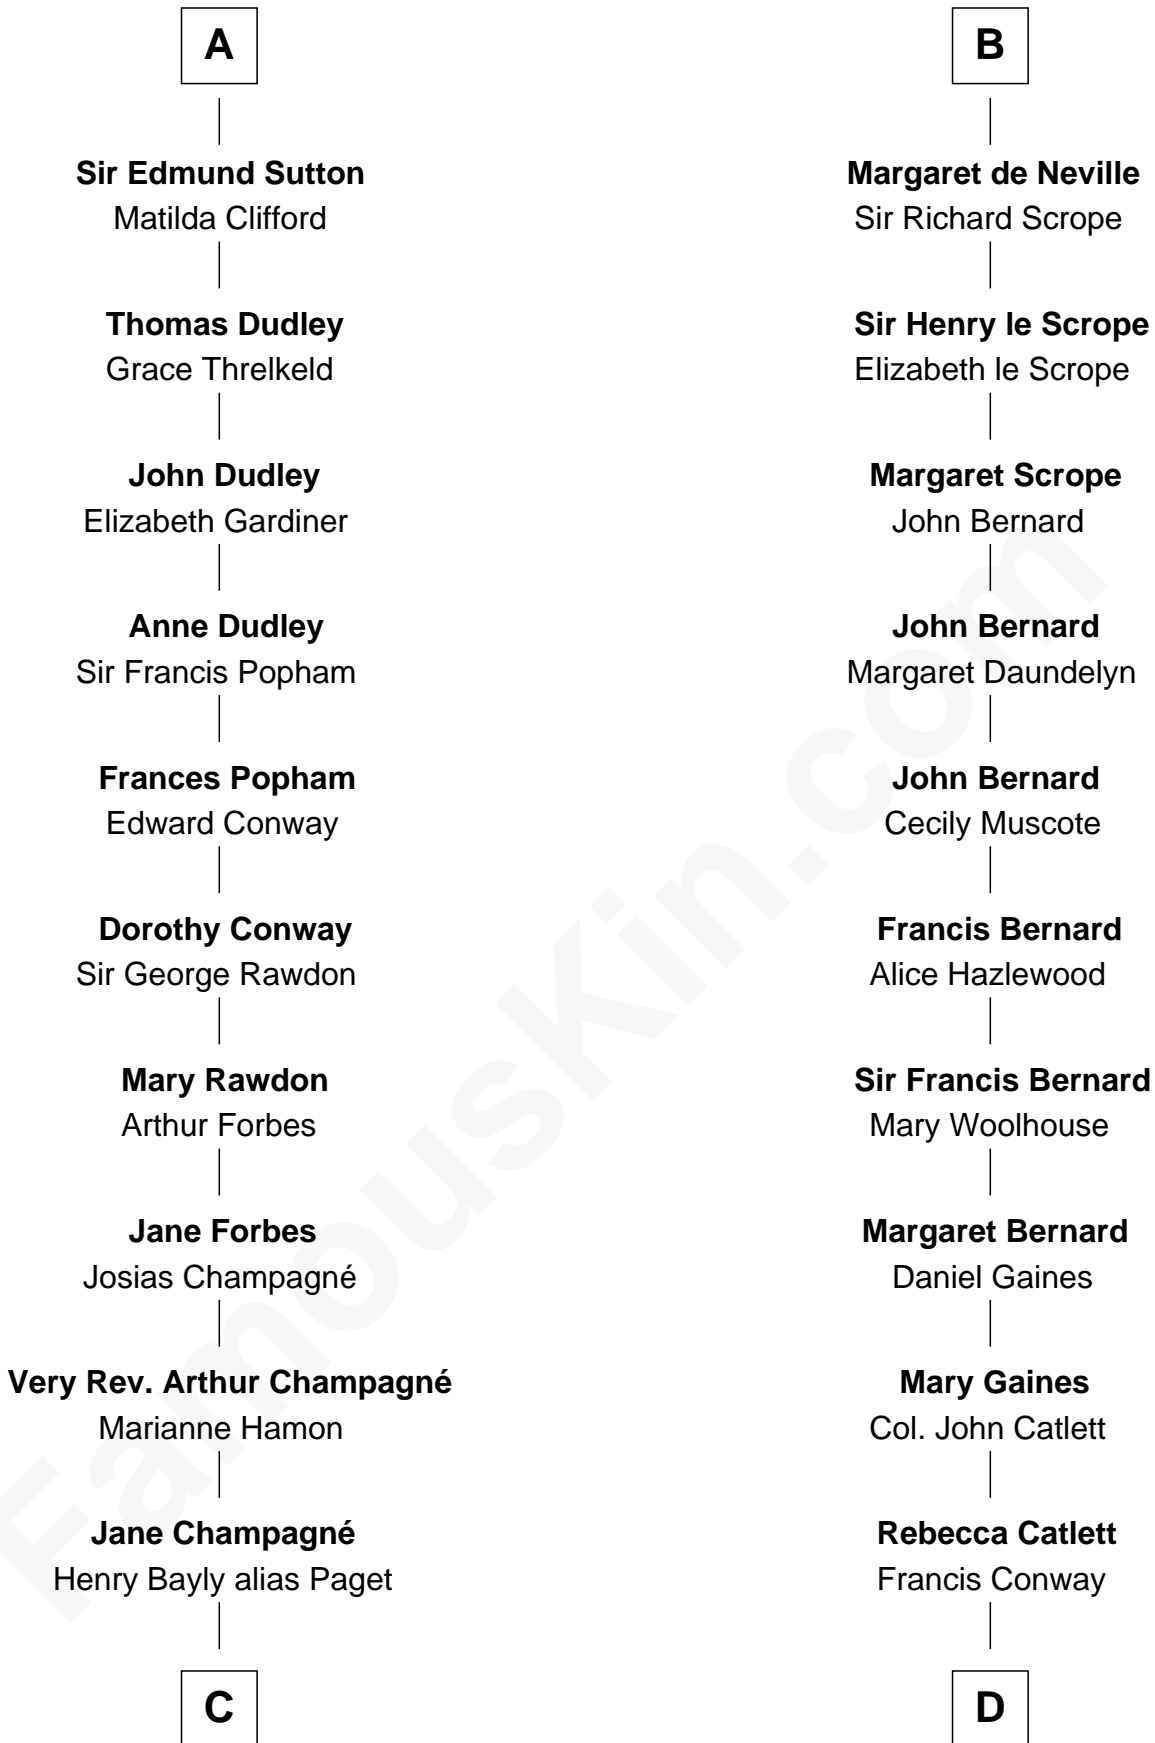 A
Sir Edmund Sutton
Matilda Clifford
Thomas Dudley
Grace Threlkeld
John Dudley
Elizabeth Gardiner
Anne Dudley
Sir Francis Popham
Frances Popham
Edward Conway
Dorothy Conway
Sir George Rawdon
Mary Rawdon
Arthur Forbes
Jane Forbes
Josias Champagné
Very Rev. Arthur Champagné
Marianne Hamon
Jane Champagné
Henry Bayly alias Paget
C
B
Margaret de Neville
Sir Richard Scrope
Sir Henry le Scrope
Elizabeth le Scrope
Margaret Scrope
John Bernard
John Bernard
Margaret Daundelyn
John Bernard
Cecily Muscote
Francis Bernard
Alice Hazlewood
Sir Francis Bernard
Mary Woolhouse
Margaret Bernard
Daniel Gaines
Mary Gaines
Col. John Catlett
Rebecca Catlett
Francis Conway
D
FamousKin.com